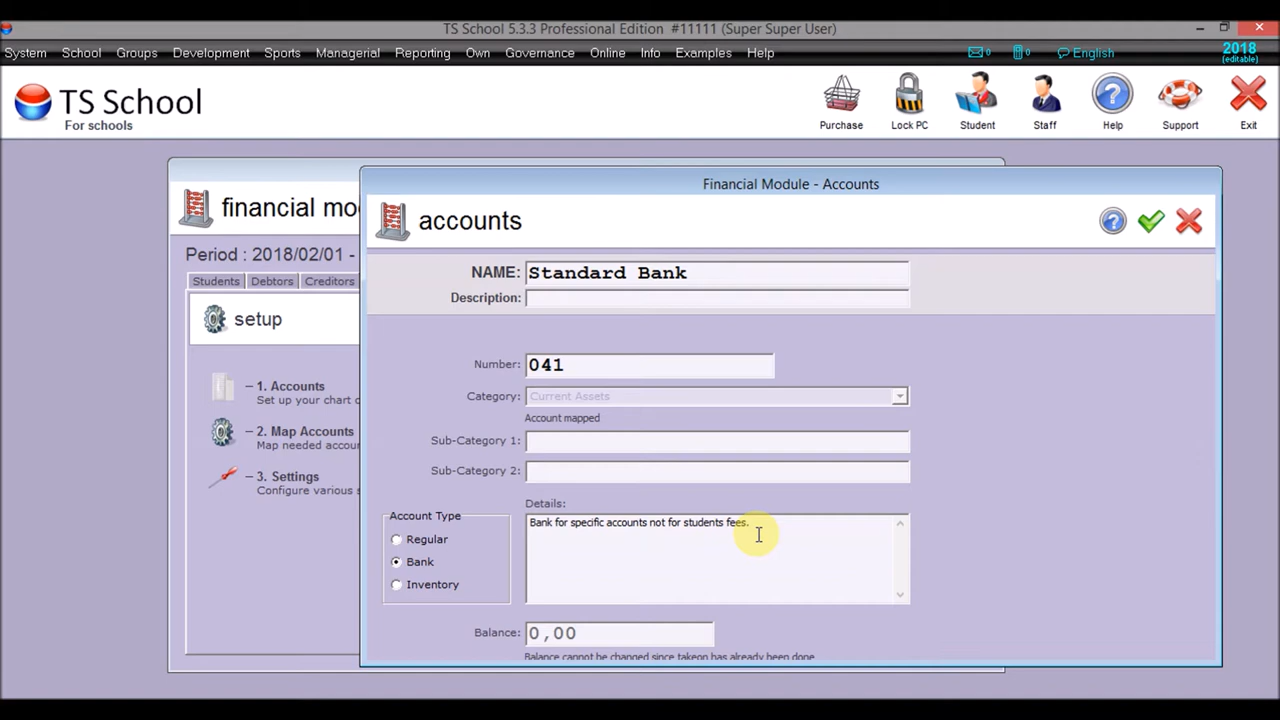 TS School 5.3.3 Professional Edition #11111 (Super Super User)
System School Groups Development Sports Managerial Reporting Own Governance Online Info Examples Help 0 0 English 2018
(editable)
TS School
For schools
Purchase Lock PC Student Staff Help Support Exit
Financial Module - Accounts
financial mo
accounts
Period : 2018/02/01 -
Students Debtors Creditors
setup
1. Accounts
Set up your chart
2. Map Accounts
Map needed accou
3. Settings
Configure various s
NAME: Standard Bank
Description:
Number: 041
Category: Current Assets
Account mapped
Sub-Category 1:
Sub-Category 2:
Details:
Bank for specific accounts not for students fees.
Account Type
Regular
Bank
Inventory
Balance: 0,00
Balance cannot be changed since takeon has already been done